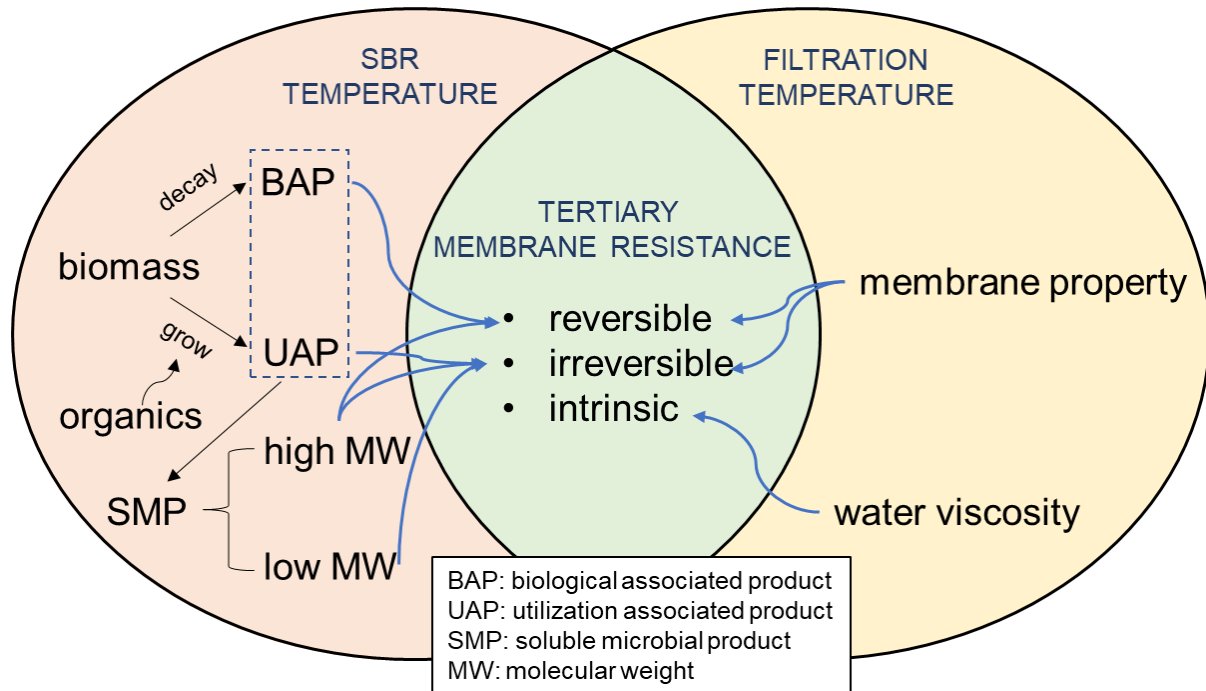 SBR
TEMPERATURE
FILTRATION
TEMPERATURE
decay
BAP
biomass
grow
UAP
organics
high MW
SMP
low MW
TERTIARY
MEMBRANE RESISTANCE
• reversible
• irreversible
• intrinsic
membrane property
water viscosity
BAP: biological associated product
UAP: utilization associated product
SMP: soluble microbial product
MW: molecular weight